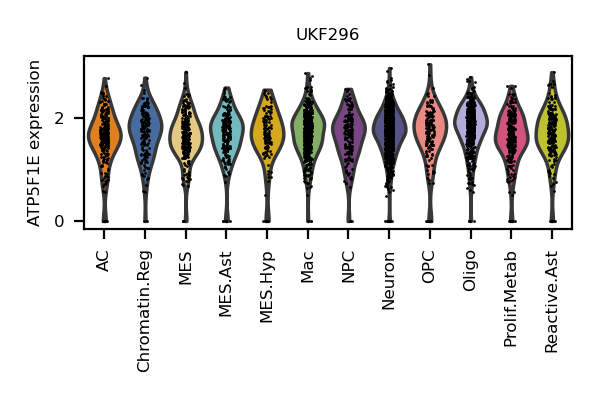 UKF296
ATP5F1E expression
2
0
AC
Chromatin.Reg
MES
MES.Ast
MES.Hyp
Mac
NPC
Neuron
OPC
Oligo
Prolif.Metab
Reactive.Ast